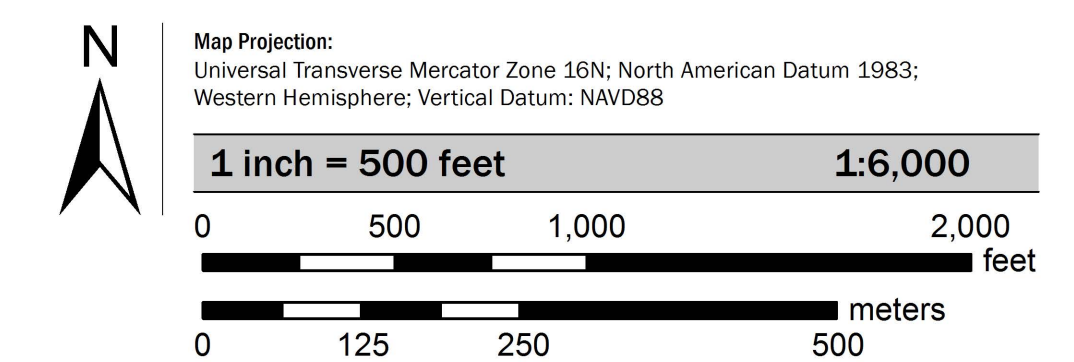 N
Map Projection:
Universal Transverse Mercator Zone 16N; North American Datum 1983;
Western Hemisphere; Vertical Datum: NAVD88
1 inch = 500 feet 1:6,000
0 500 1,000 2,000
feet
meters
0 125 250 500